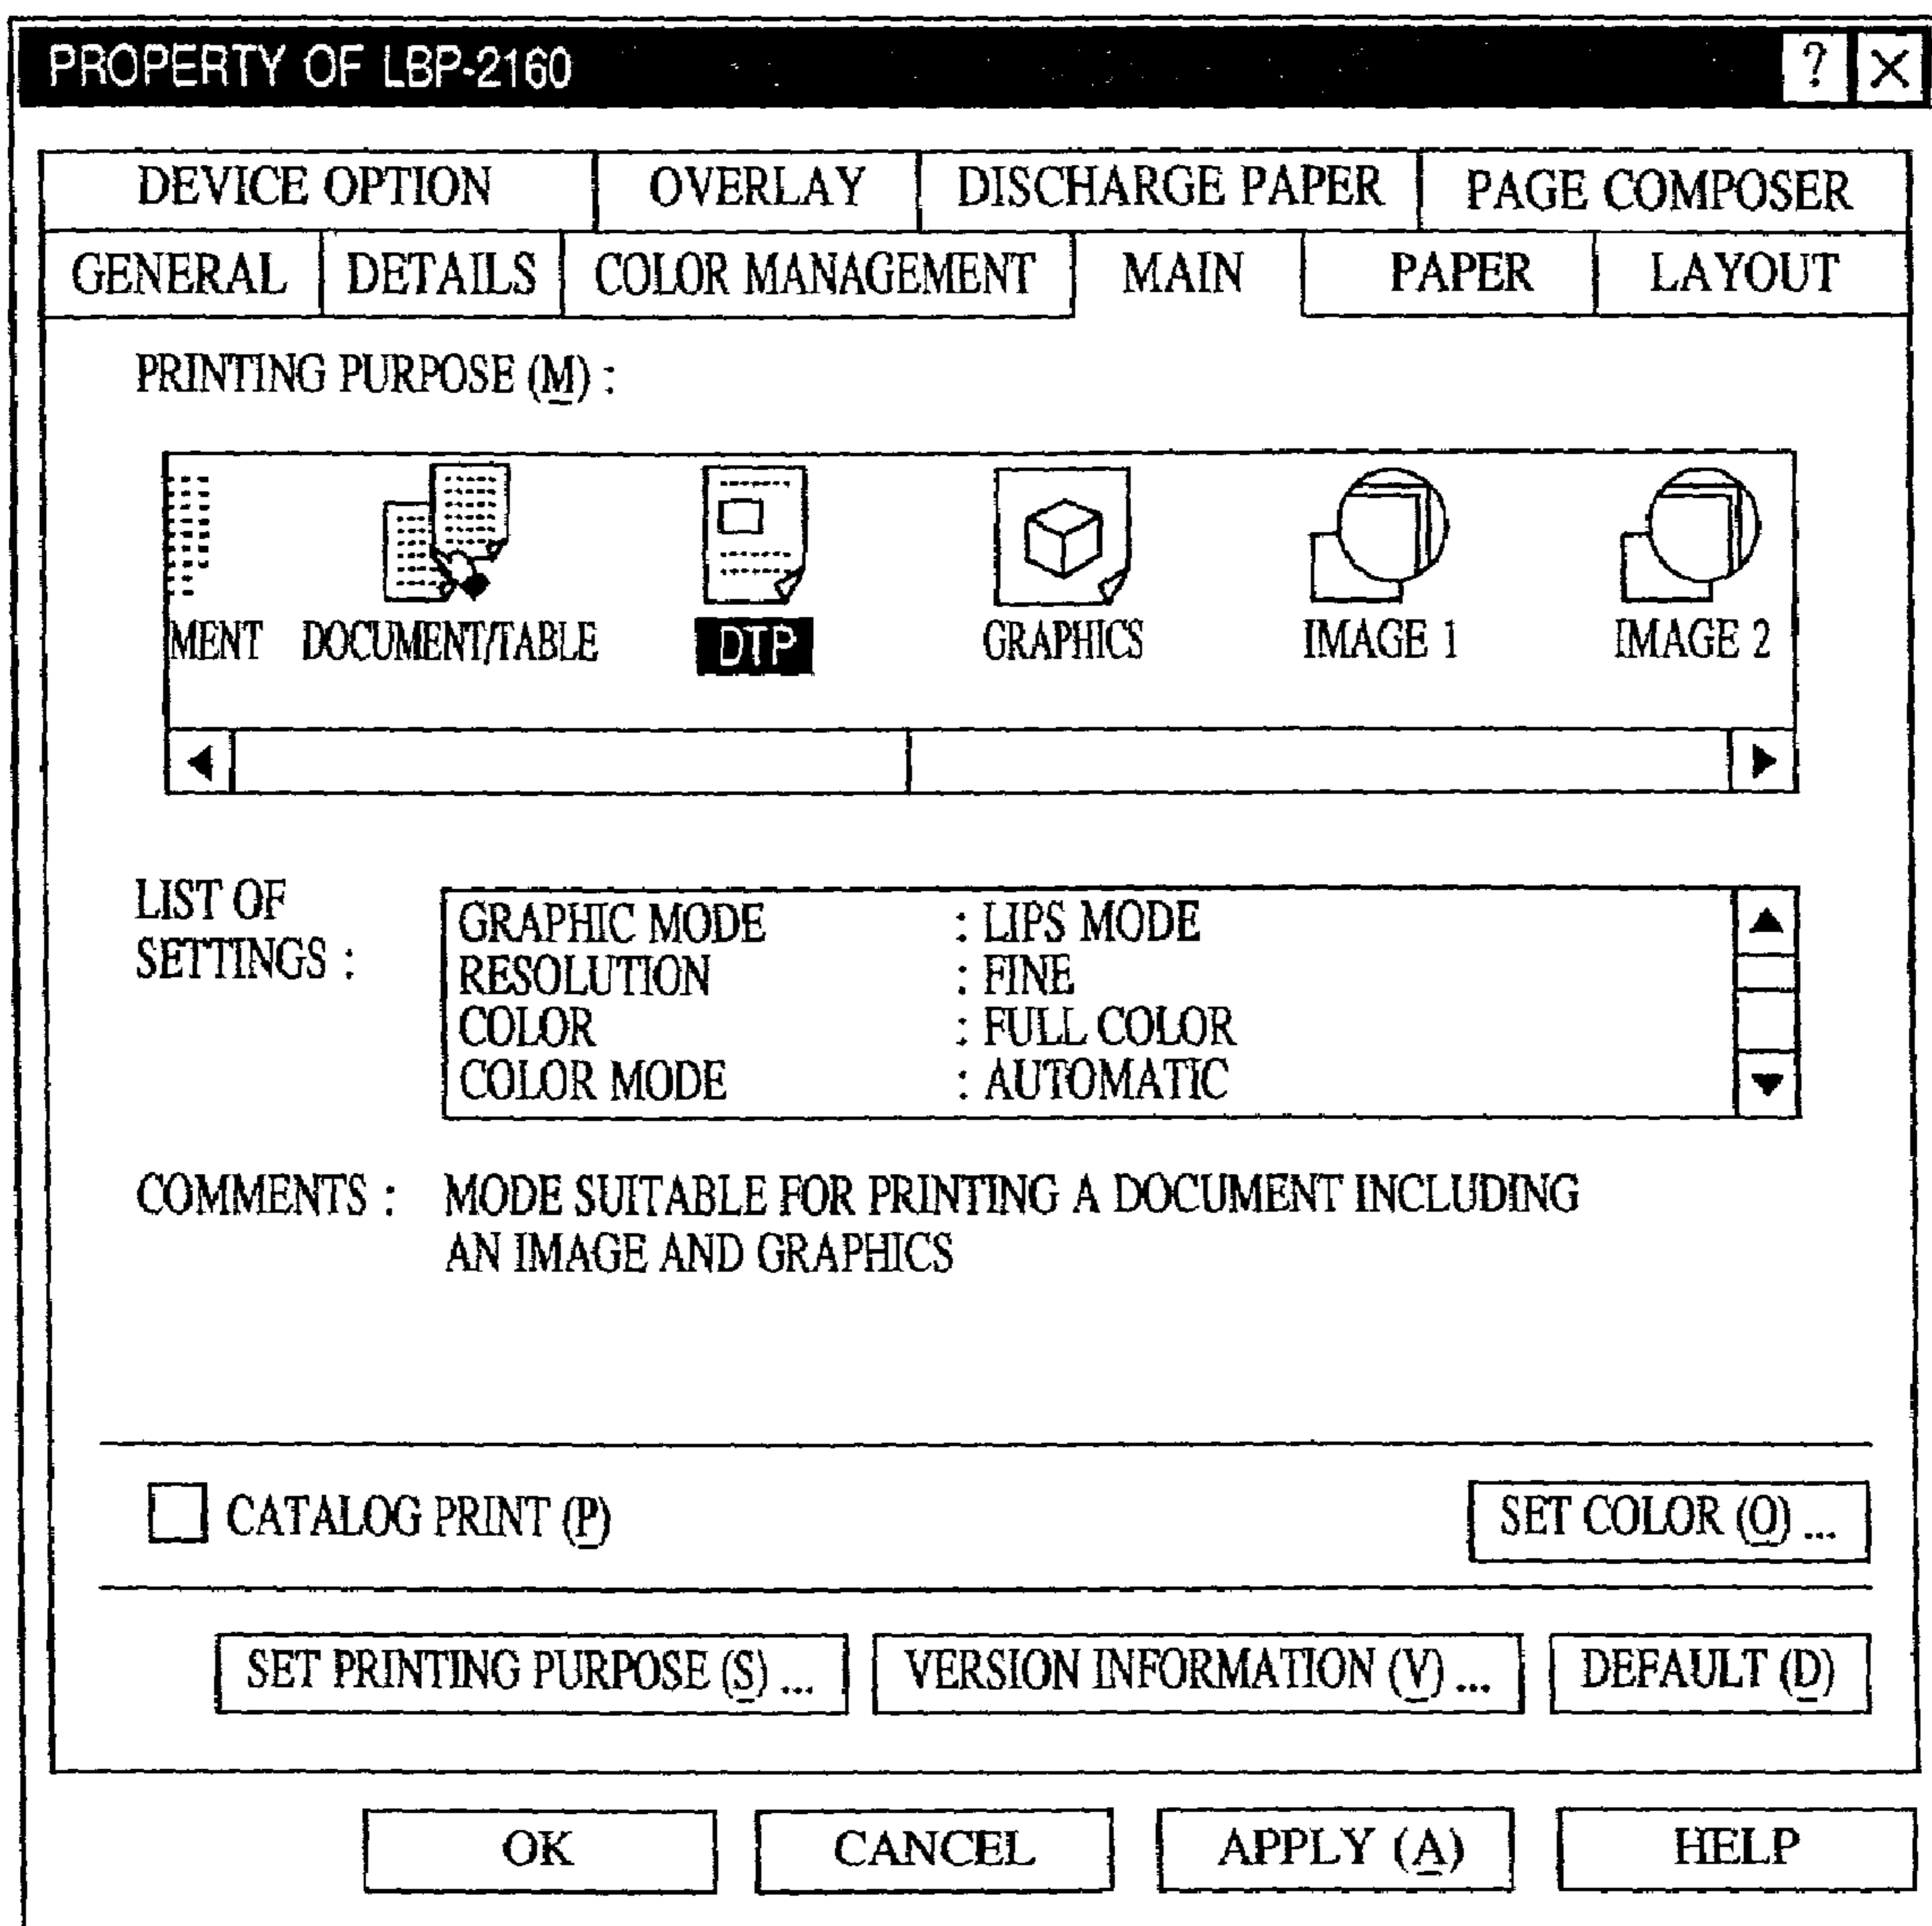 PROPERTY OF LBP-2160 ? ×
DEVICE OPTION OVERLAY DISCHARGE PAPER PAGE COMPOSER
GENERAL DETAILS COLOR MANAGEMENT MAIN PAPER LAYOUT
PRINTING PURPOSE (M) :
MENT DOCUMENT/TABLE DTP GRAPHICS IMAGE 1 IMAGE 2
LIST OF
SETTINGS :
GRAPHIC MODE : LIPS MODE
RESOLUTION : FINE
COLOR : FULL COLOR
COLOR MODE : AUTOMATIC
COMMENTS : MODE SUITABLE FOR PRINTING A DOCUMENT INCLUDING
AN IMAGE AND GRAPHICS
CATALOG PRINT (P) SET COLOR (O) ...
SET PRINTING PURPOSE (S) ... VERSION INFORMATION (V) ... DEFAULT (D)
OK CANCEL APPLY (A) HELP